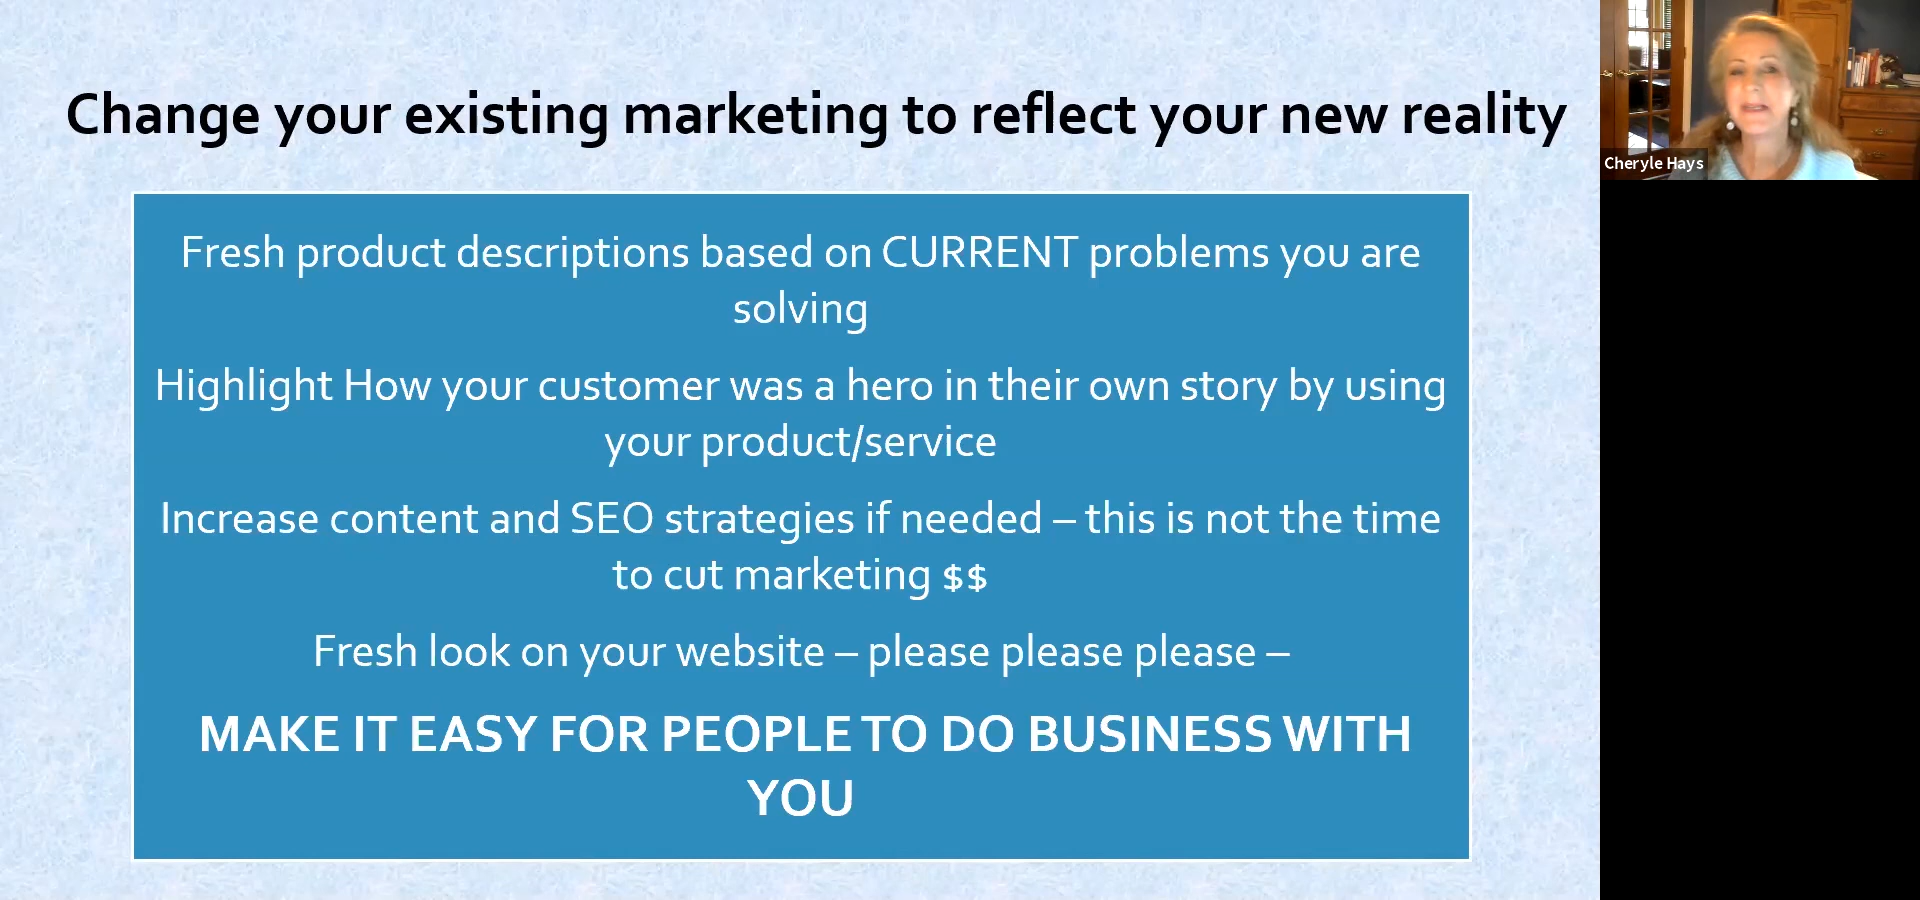 Change your existing marketing to reflect your new reality
Cheryle Hays
Fresh product descriptions based on CURRENT problems you are
solving
Highlight How your customer was a hero in their own story by using
your product/service
Increase content and SEO strategies if needed – this is not the time
to cut marketing $$
Fresh look on your website – please please please –
MAKE IT EASY FOR PEOPLE TO DO BUSINESS WITH
YOU